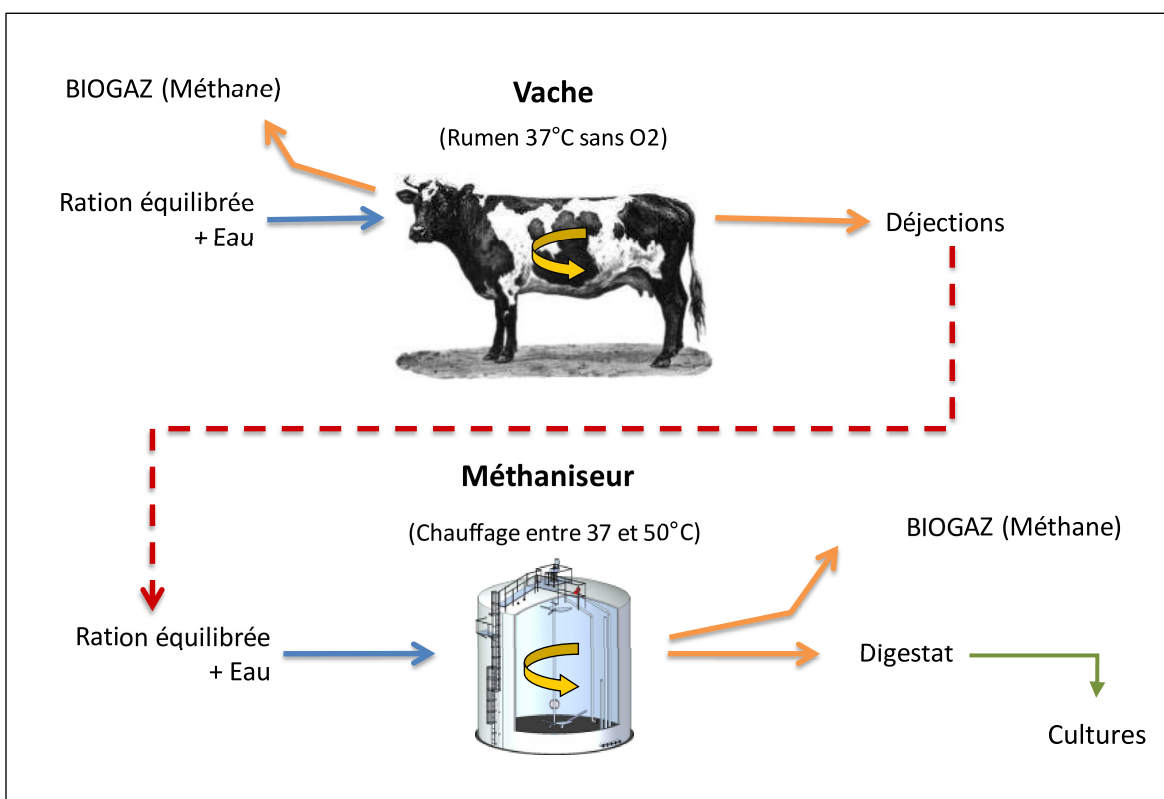 BIOGAZ (Méthane)
Vache
(Rumen 37°C sans O2)
Ration équilibrée
+ Eau
Déjections
Méthaniseur
(Chauffage entre 37 et 50°C)
BIOGAZ (Méthane)
Ration équilibrée
+ Eau
Digestat
Cultures